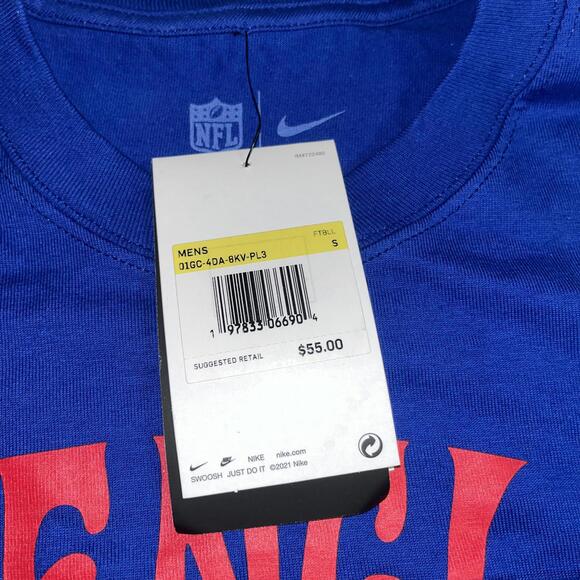 NFL
MENS
FTBLL
01GC-4DA-8KV-PL3
S
1 97833 06690 4
SUGGESTED RETAIL $55.00
NIKE nike.com
SWOOSH JUST DO IT ©2021 Nike